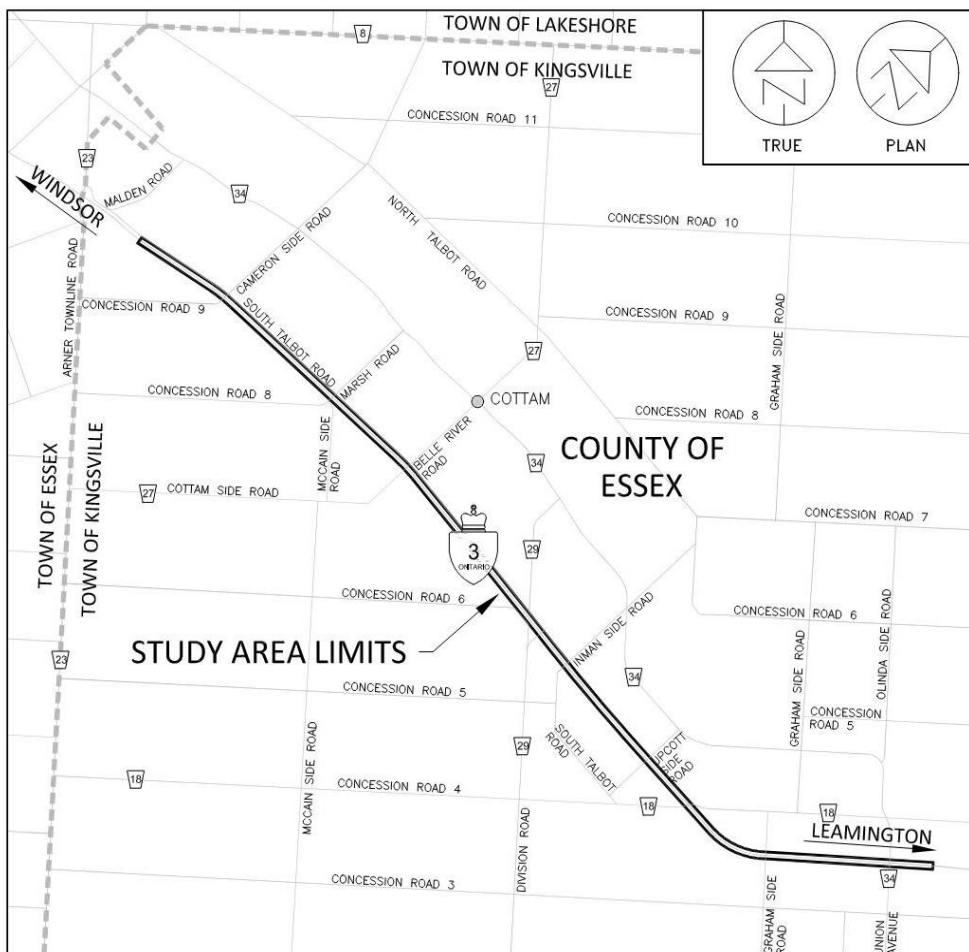 TOWN OF LAKESHORE
8
TOWN OF KINGSVILLE
27
TRUE
PLAN
CONCESSION ROAD 11
23
MALDEN ROAD
34
WINDSOR
NORTH TALBOT ROAD
CONCESSION ROAD 10
CAMERON SIDE ROAD
ARNER TOWNLINE ROAD
CONCESSION ROAD 9
SOUTH TALBOT ROAD
CONCESSION ROAD 9
GRAHAM SIDE ROAD
27
MARSH ROAD
CONCESSION ROAD 8
COTTAM
CONCESSION ROAD 8
MCCAIN SIDE
ROAD
BELLE RIVER
ROAD
34
COUNTY OF
ESSEX
TOWN OF ESSEX
TOWN OF KINGSVILLE
27
COTTAM SIDE ROAD
8
3
ONTARIO
CONCESSION ROAD 7
29
CONCESSION ROAD 6
CONCESSION ROAD 6
INMAN SIDE ROAD
GRAHAM SIDE ROAD
OLINDA SIDE ROAD
STUDY AREA LIMITS
23
34
CONCESSION ROAD 5
CONCESSION
ROAD 5
MCCAIN SIDE ROAD
29
SOUTH TALBOT
ROAD
UPCOTT
SIDE
ROAD
18
CONCESSION ROAD 4
18
18
LEAMINGTON
DIVISION ROAD
CONCESSION ROAD 3
34
GRAHAM SIDE
ROAD
UNION
AVENUE